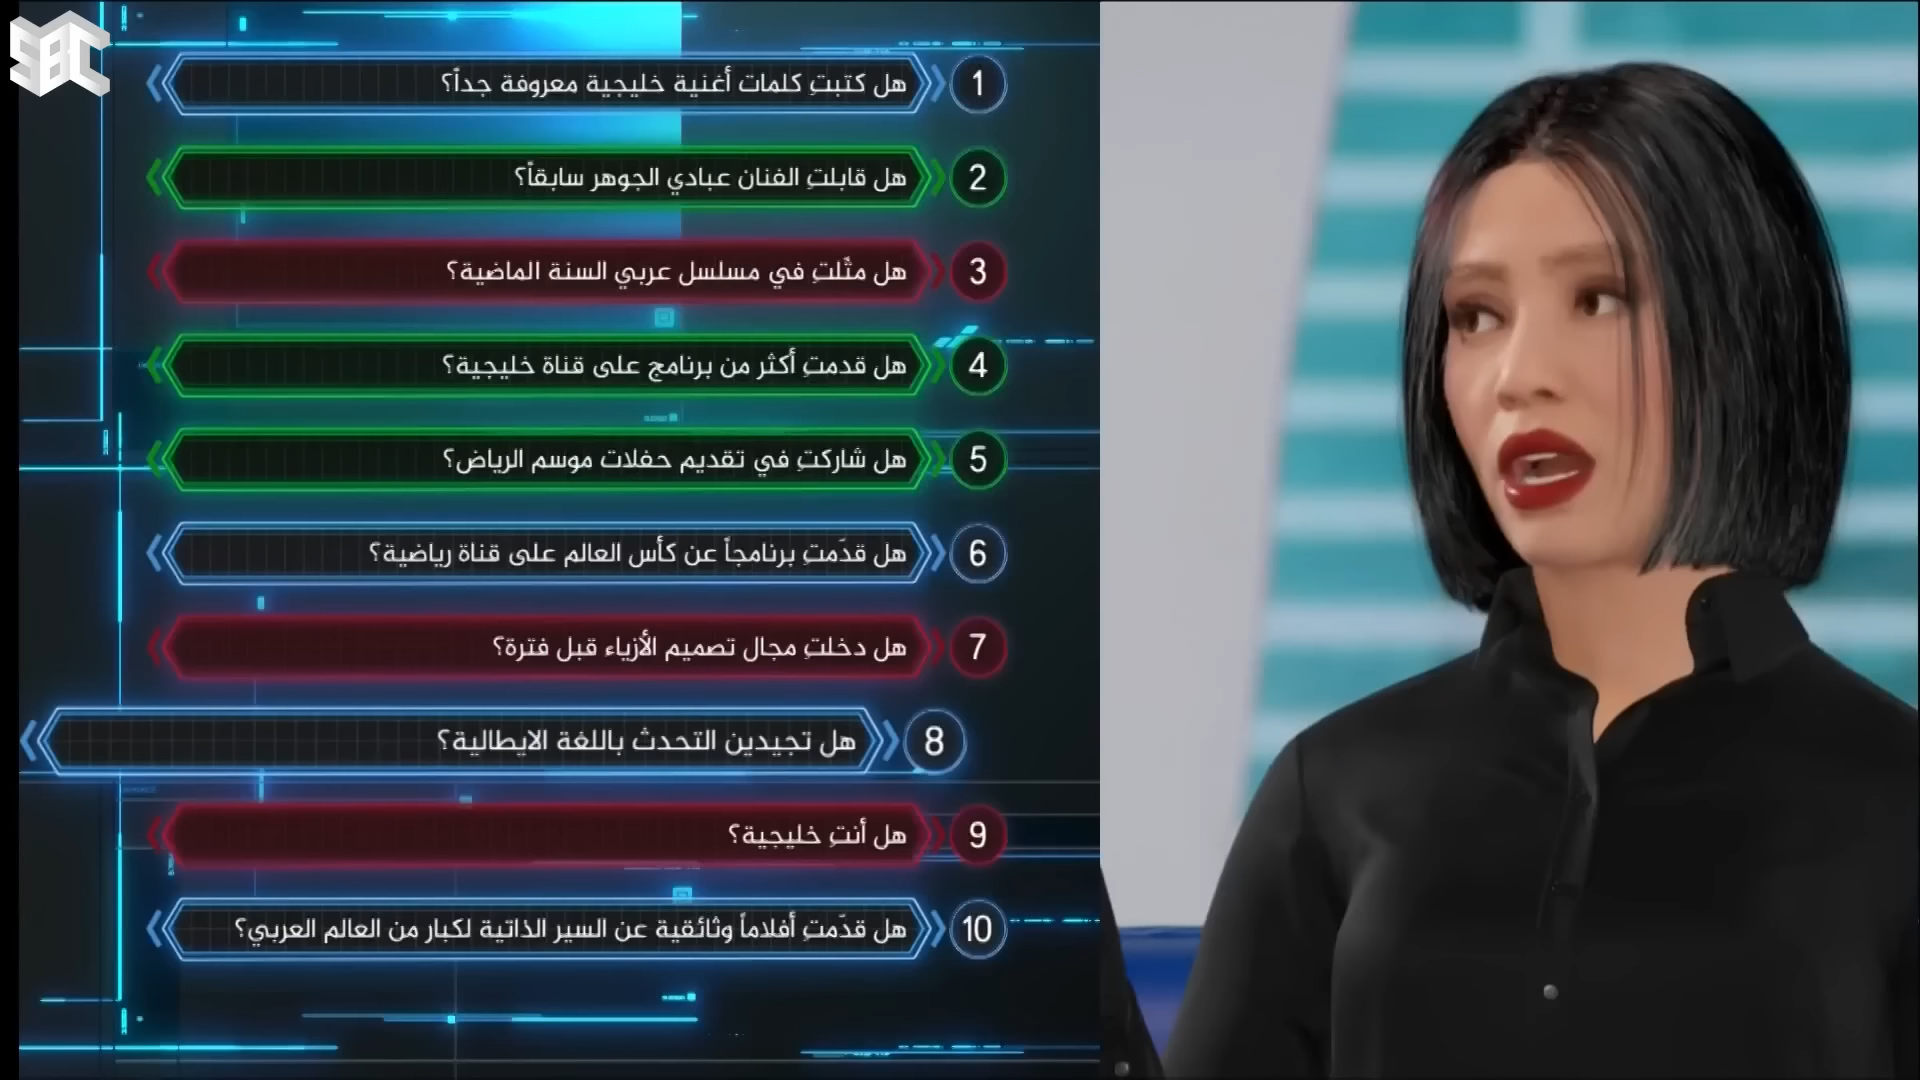 SBC
1 هل كتبتِ كلمات أغنية خليجية معروفة جداً؟
2 هل قابلتِ الفنان عبادي الجوهر سابقاً؟
3 هل مثّلتِ في مسلسل عربي السنة الماضية؟
4 هل قدمتِ أكثر من برنامج على قناة خليجية؟
5 هل شاركتِ في تقديم حفلات موسم الرياض؟
6 هل قدّمتِ برنامجاً عن كأس العالم على قناة رياضية؟
7 هل دخلتِ مجال تصميم الأزياء قبل فترة؟
8 هل تجيدين التحدث باللغة الايطالية؟
9 هل أنتِ خليجية؟
10 هل قدّمتِ أفلاماً وثائقية عن السير الذاتية لكبار من العالم العربي؟